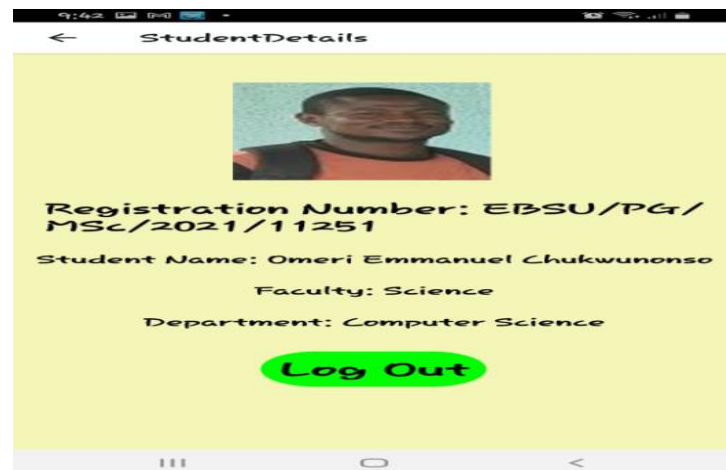 9:42
StudentDetails
Registration Number: EBSU/PG/
MSc/2021/11251
Student Name: Omeri Emmanuel Chukwunonso
Faculty: Science
Department: Computer Science
Log Out